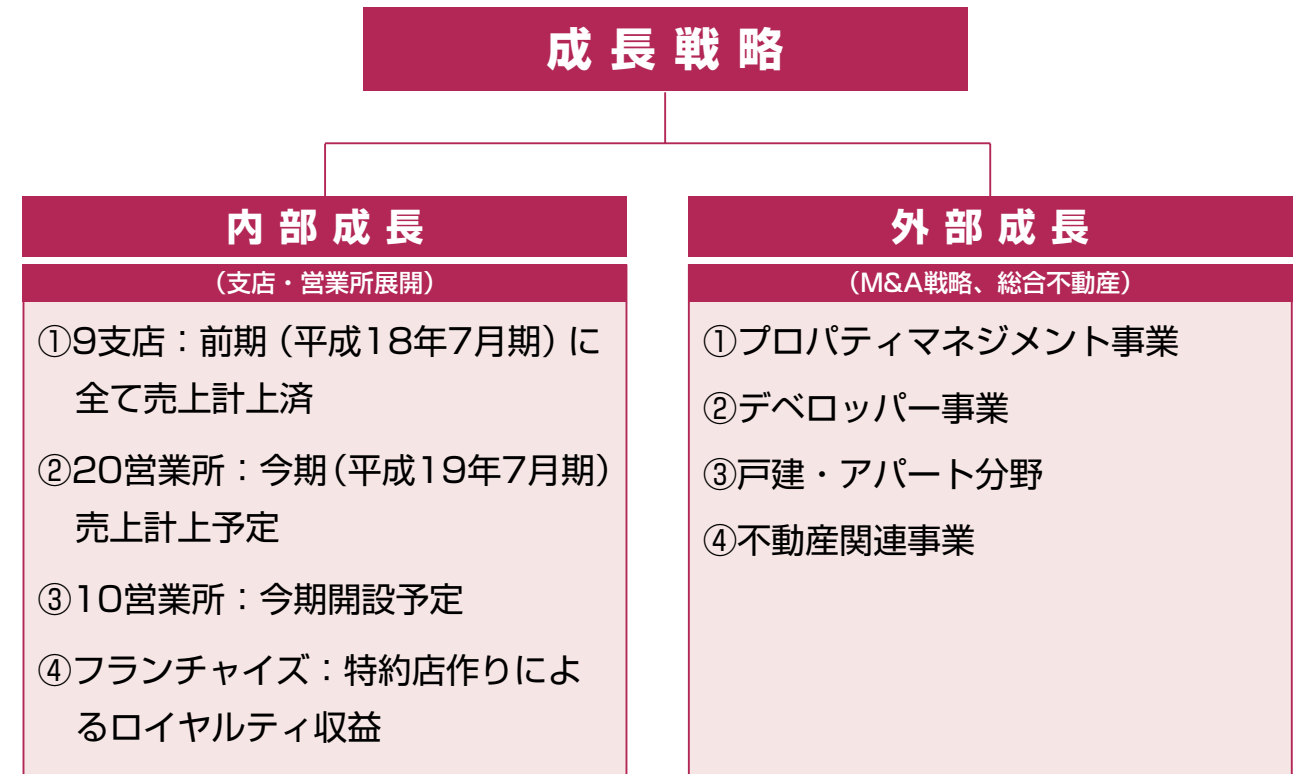 成長戦略
内部成長
（支店・営業所展開）
①9支店：前期（平成18年7月期）に
全て売上計上済
②20営業所：今期（平成19年7月期）
売上計上予定
③10営業所：今期開設予定
④フランチャイズ：特約店作りによ
るロイヤルティ収益
外部成長
（M&A戦略、総合不動産）
①プロパティマネジメント事業
②デベロッパー事業
③戸建・アパート分野
④不動産関連事業